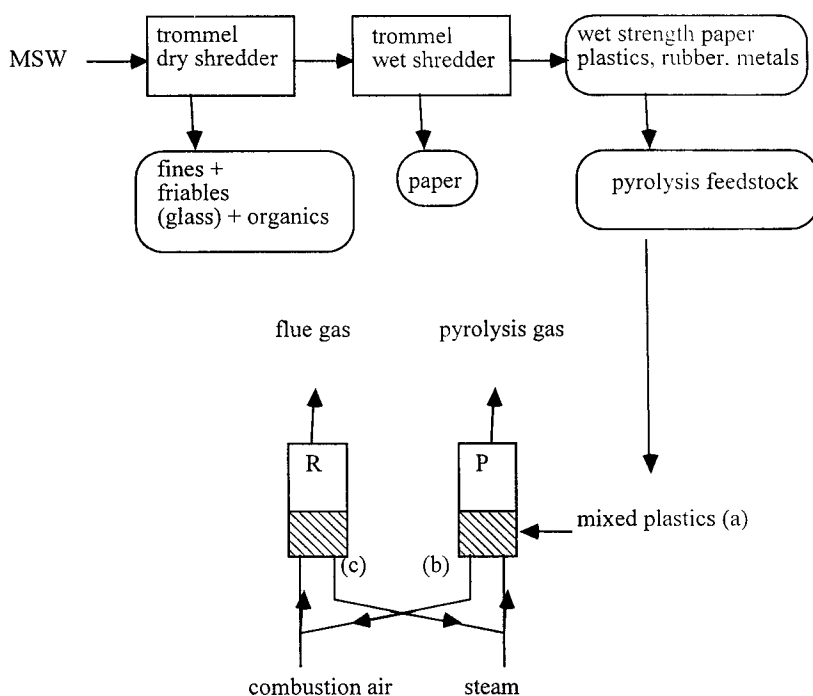 MSW
trommel
dry shredder
trommel
wet shredder
wet strength paper
plastics, rubber. metals
fines +
friables
(glass) + organics
paper
pyrolysis feedstock
flue gas
pyrolysis gas
R
P
mixed plastics (a)
(c)
(b)
combustion air
steam